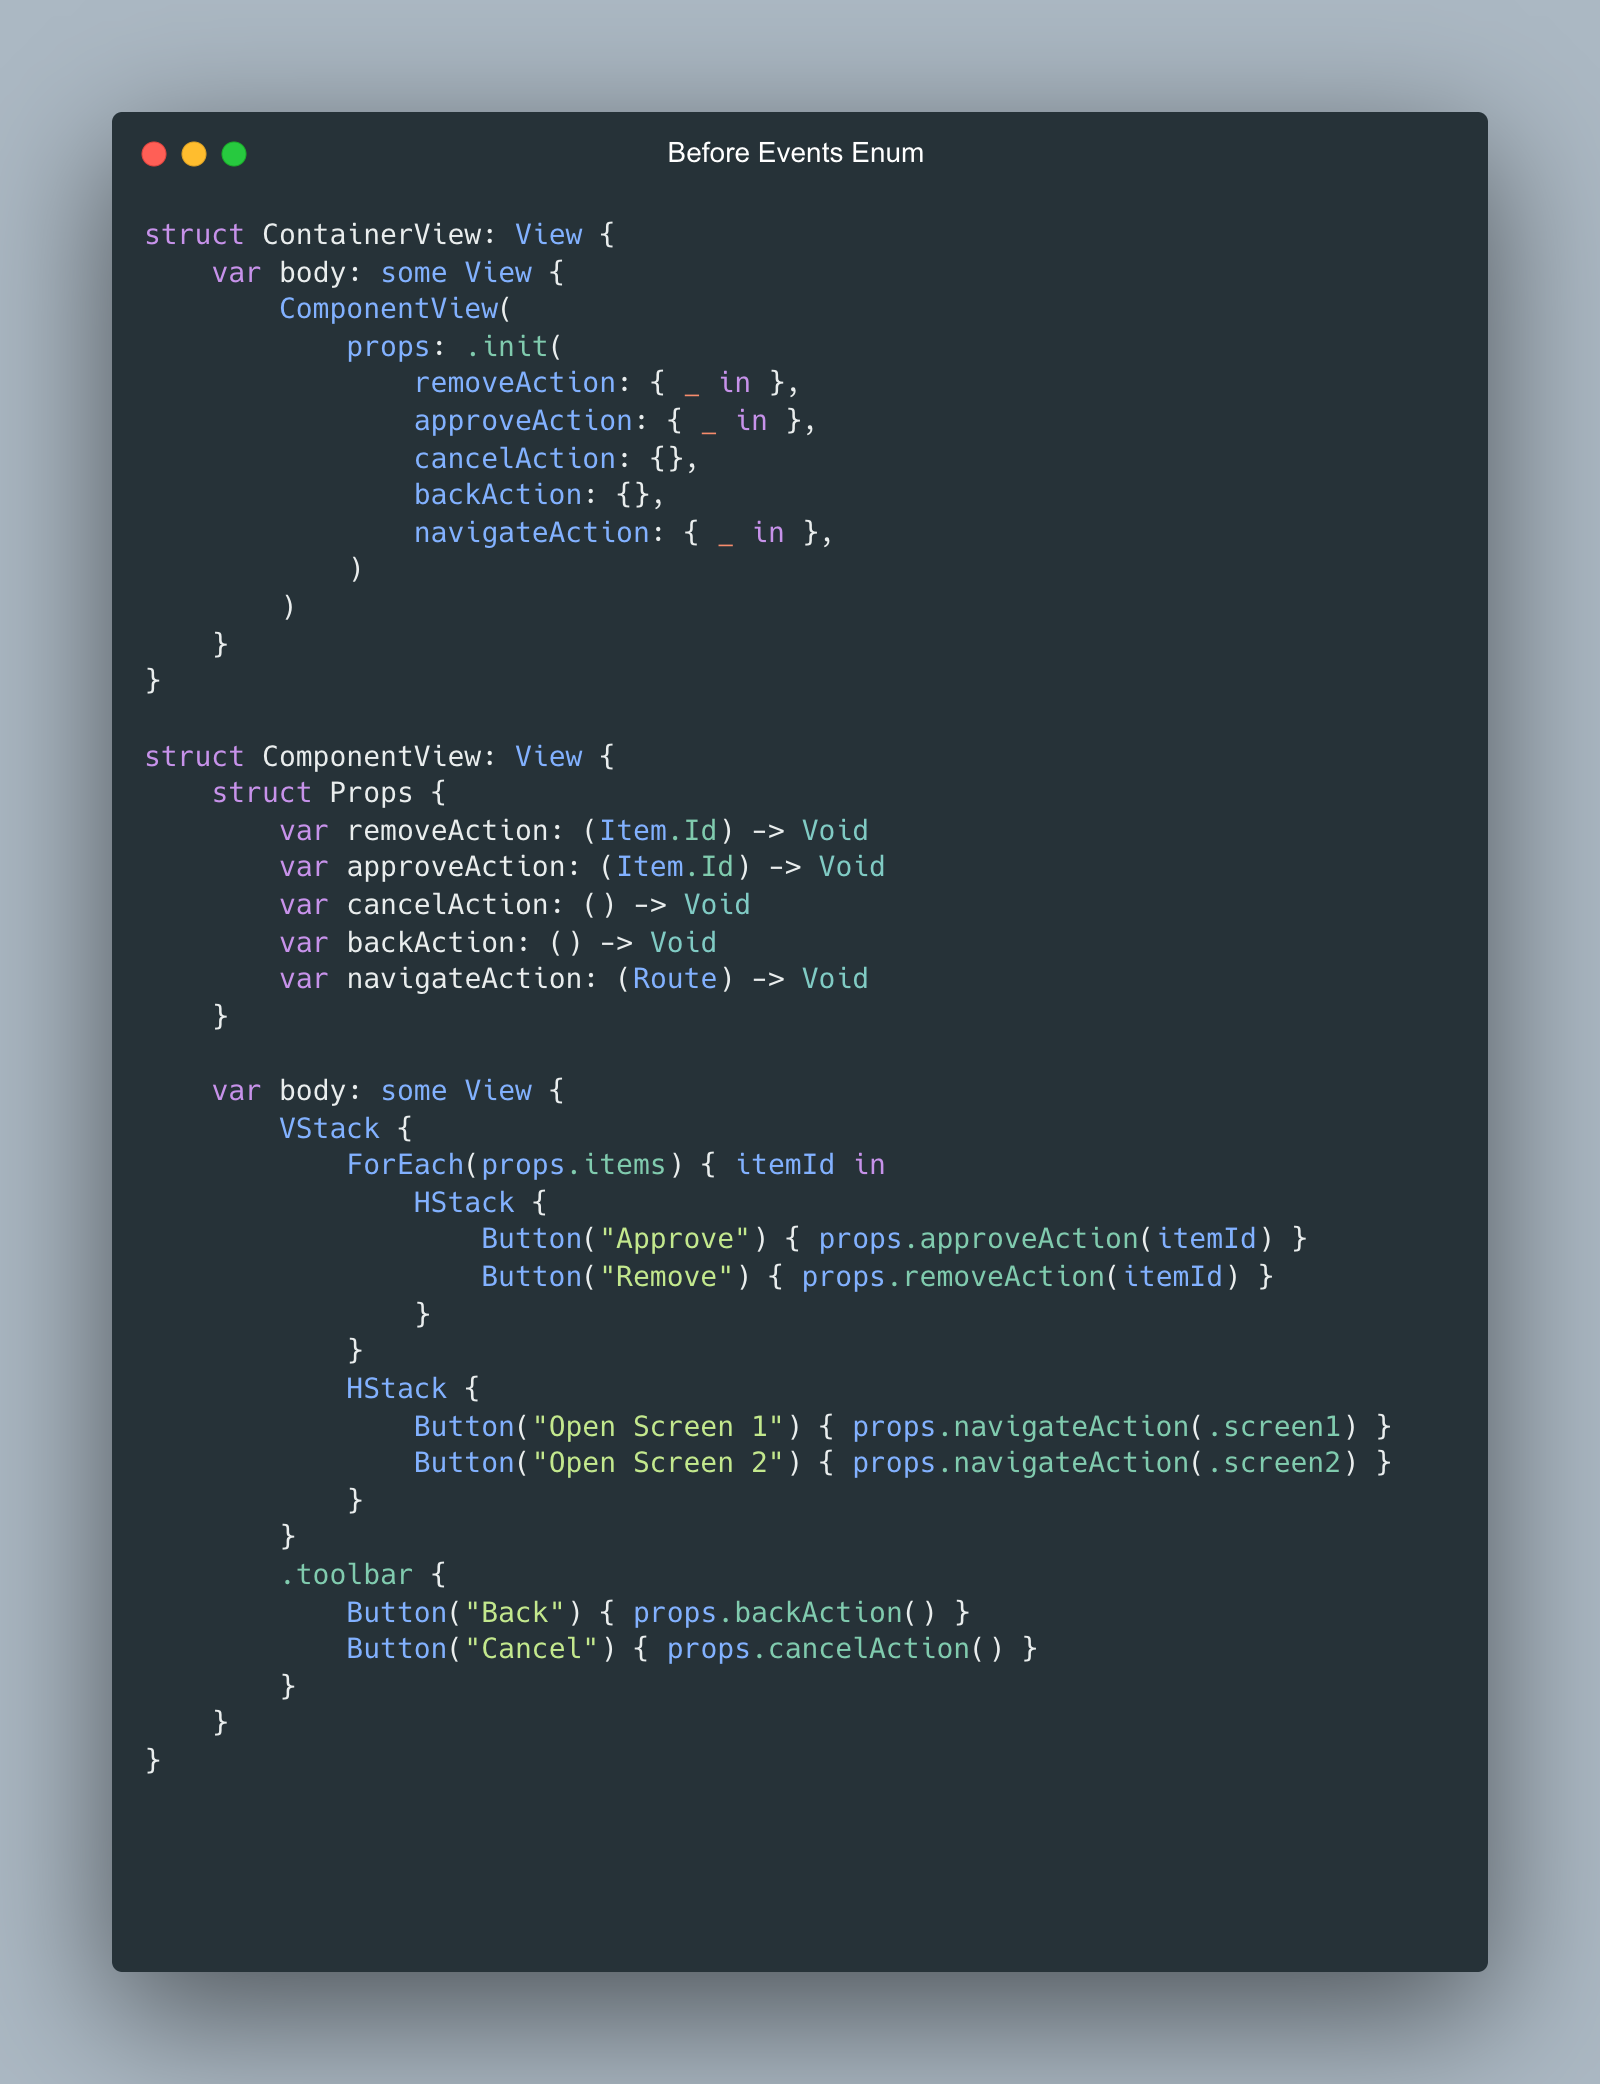 Before Events Enum
struct ContainerView: View {
    var body: some View {
        ComponentView(
            props: .init(
                removeAction: { _ in },
                approveAction: { _ in },
                cancelAction: {},
                backAction: {},
                navigateAction: { _ in },
            )
        )
    }
}

struct ComponentView: View {
    struct Props {
        var removeAction: (Item.Id) -> Void
        var approveAction: (Item.Id) -> Void
        var cancelAction: () -> Void
        var backAction: () -> Void
        var navigateAction: (Route) -> Void
    }

    var body: some View {
        VStack {
            ForEach(props.items) { itemId in
                HStack {
                    Button("Approve") { props.approveAction(itemId) }
                    Button("Remove") { props.removeAction(itemId) }
                }
            }
            HStack {
                Button("Open Screen 1") { props.navigateAction(.screen1) }
                Button("Open Screen 2") { props.navigateAction(.screen2) }
            }
        }
        .toolbar {
            Button("Back") { props.backAction() }
            Button("Cancel") { props.cancelAction() }
        }
    }
}